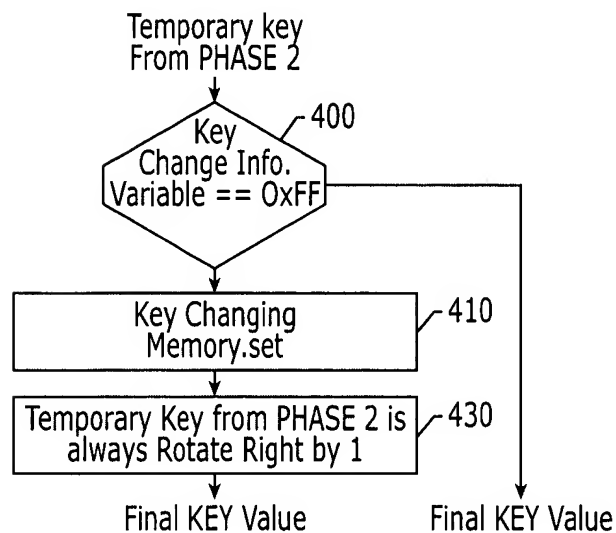 Temporary key
From PHASE 2
400
Key
Change Info.
Variable == 0xFF
Key Changing
Memory.set
410
Temporary Key from PHASE 2 is
always Rotate Right by 1
430
Final KEY Value
Final KEY Value